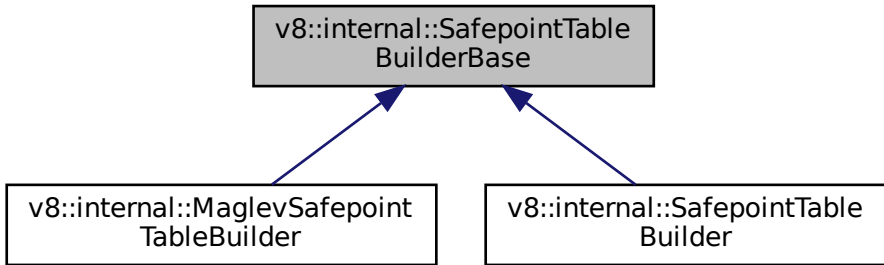 v8::internal::SafepointTable
BuilderBase
v8::internal::MaglevSafepoint
TableBuilder
v8::internal::SafepointTable
Builder